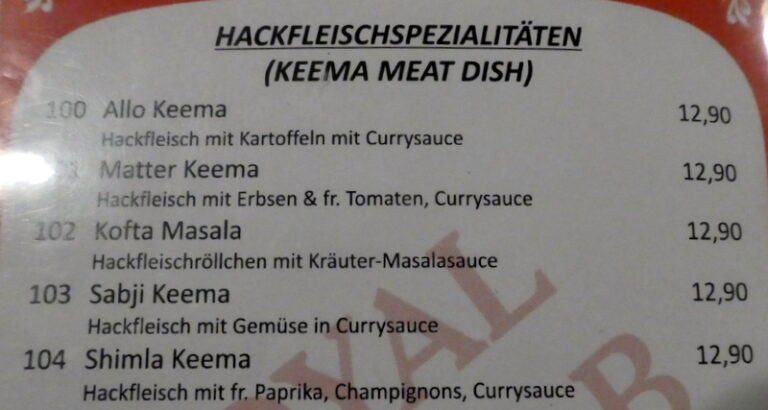 HACKFLEISCHSPEZIALITÄTEN
(KEEMA MEAT DISH)
100 Allo Keema 12,90
Hackfleisch mit Kartoffeln mit Currysauce
Matter Keema 12,90
Hackfleisch mit Erbsen & fr. Tomaten, Currysauce
102 Kofta Masala 12,90
Hackfleischröllchen mit Kräuter-Masalasauce
103 Sabji Keema 12,90
Hackfleisch mit Gemüse in Currysauce
104 Shimla Keema 12,90
Hackfleisch mit fr. Paprika, Champignons, Currysauce